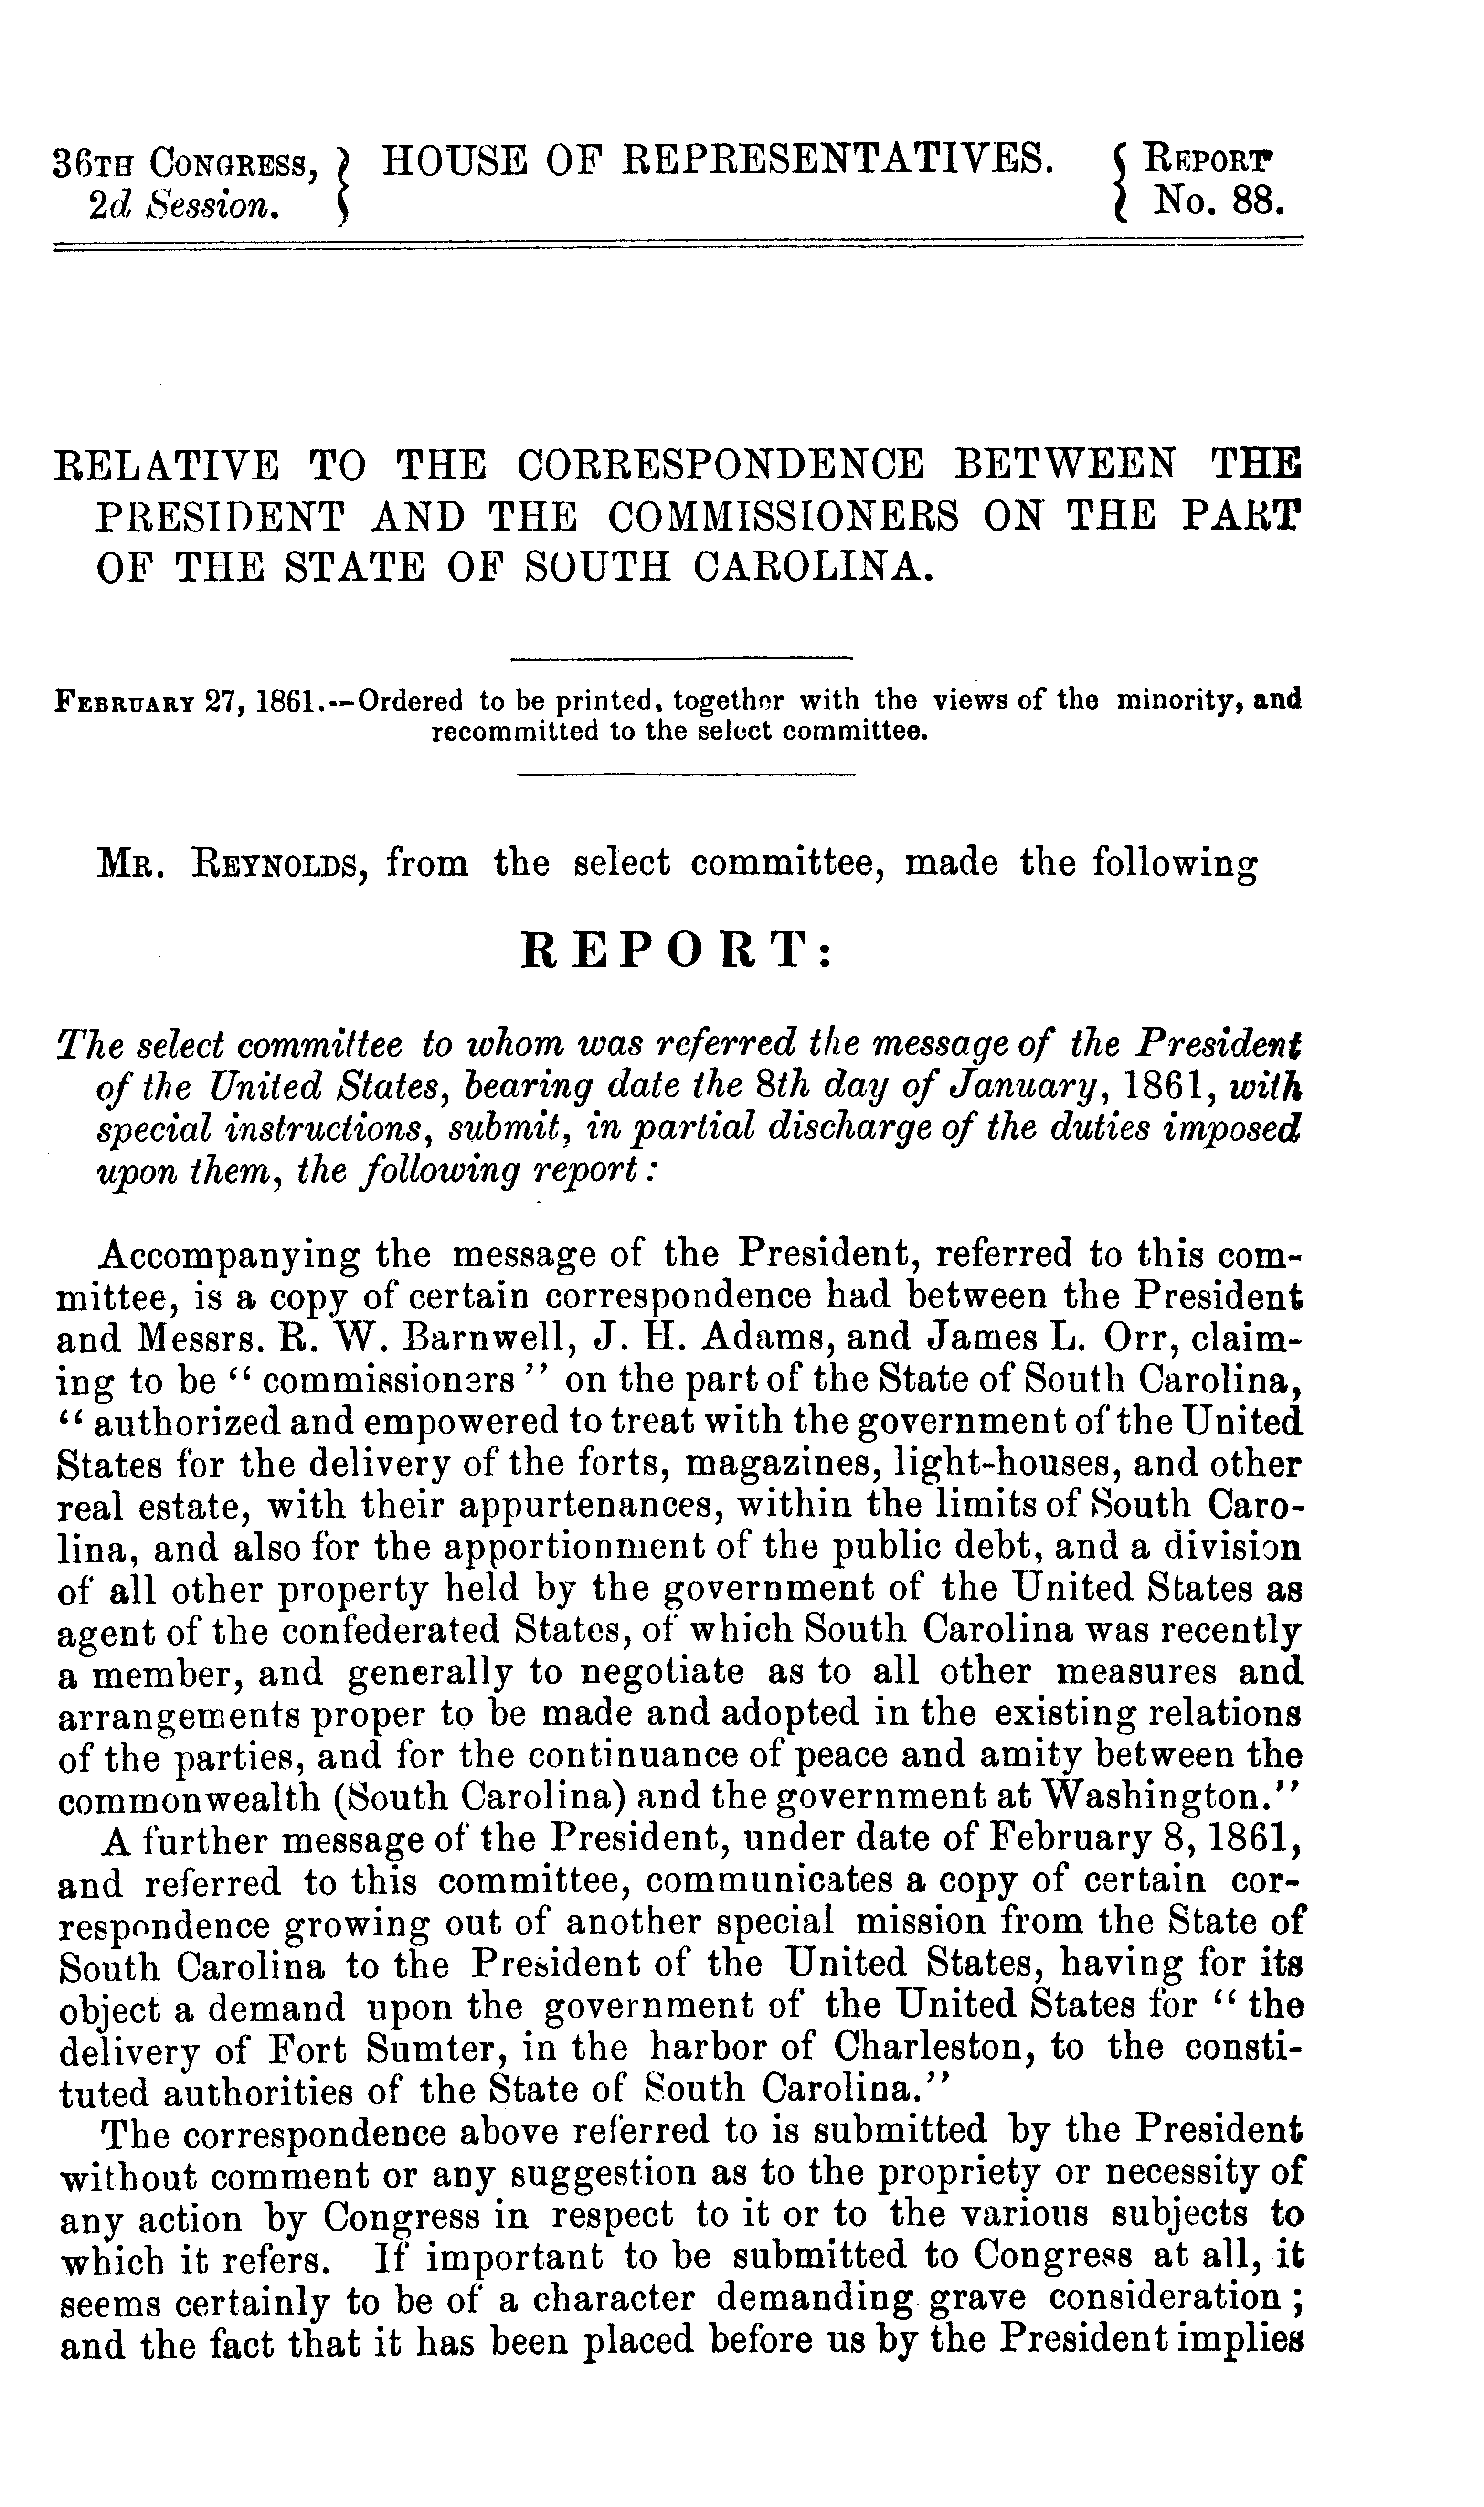 36TH CONGRESS, } HOUSE OF REPRESENTATIVES. { REPORT
2d Session. } { No. 88.
RELATIVE TO THE CORRESPONDENCE BETWEEN THE
PRESIDENT AND THE COMMISSIONERS ON THE PART
OF THE STATE OF SOUTH CAROLINA.
FEBRUARY 27, 1861.--Ordered to be printed, together with the views of the minority, and
recommitted to the select committee.
MR. REYNOLDS, from the select committee, made the following
REPORT:
The select committee to whom was referred the message of the President
of the United States, bearing date the 8th day of January, 1861, with
special instructions, submit, in partial discharge of the duties imposed
upon them, the following report:
Accompanying the message of the President, referred to this com-
mittee, is a copy of certain correspondence had between the President
and Messrs. R. W. Barnwell, J. H. Adams, and James L. Orr, claim-
ing to be "commissioners" on the part of the State of South Carolina,
"authorized and empowered to treat with the government of the United
States for the delivery of the forts, magazines, light-houses, and other
real estate, with their appurtenances, within the limits of South Caro-
lina, and also for the apportionment of the public debt, and a division
of all other property held by the government of the United States as
agent of the confederated States, of which South Carolina was recently
a member, and generally to negotiate as to all other measures and
arrangements proper to be made and adopted in the existing relations
of the parties, and for the continuance of peace and amity between the
commonwealth (South Carolina) and the government at Washington."
A further message of the President, under date of February 8, 1861,
and referred to this committee, communicates a copy of certain cor-
respondence growing out of another special mission from the State of
South Carolina to the President of the United States, having for its
object a demand upon the government of the United States for "the
delivery of Fort Sumter, in the harbor of Charleston, to the consti-
tuted authorities of the State of South Carolina."
The correspondence above referred to is submitted by the President
without comment or any suggestion as to the propriety or necessity of
any action by Congress in respect to it or to the various subjects to
which it refers. If important to be submitted to Congress at all, it
seems certainly to be of a character demanding grave consideration;
and the fact that it has been placed before us by the President implies